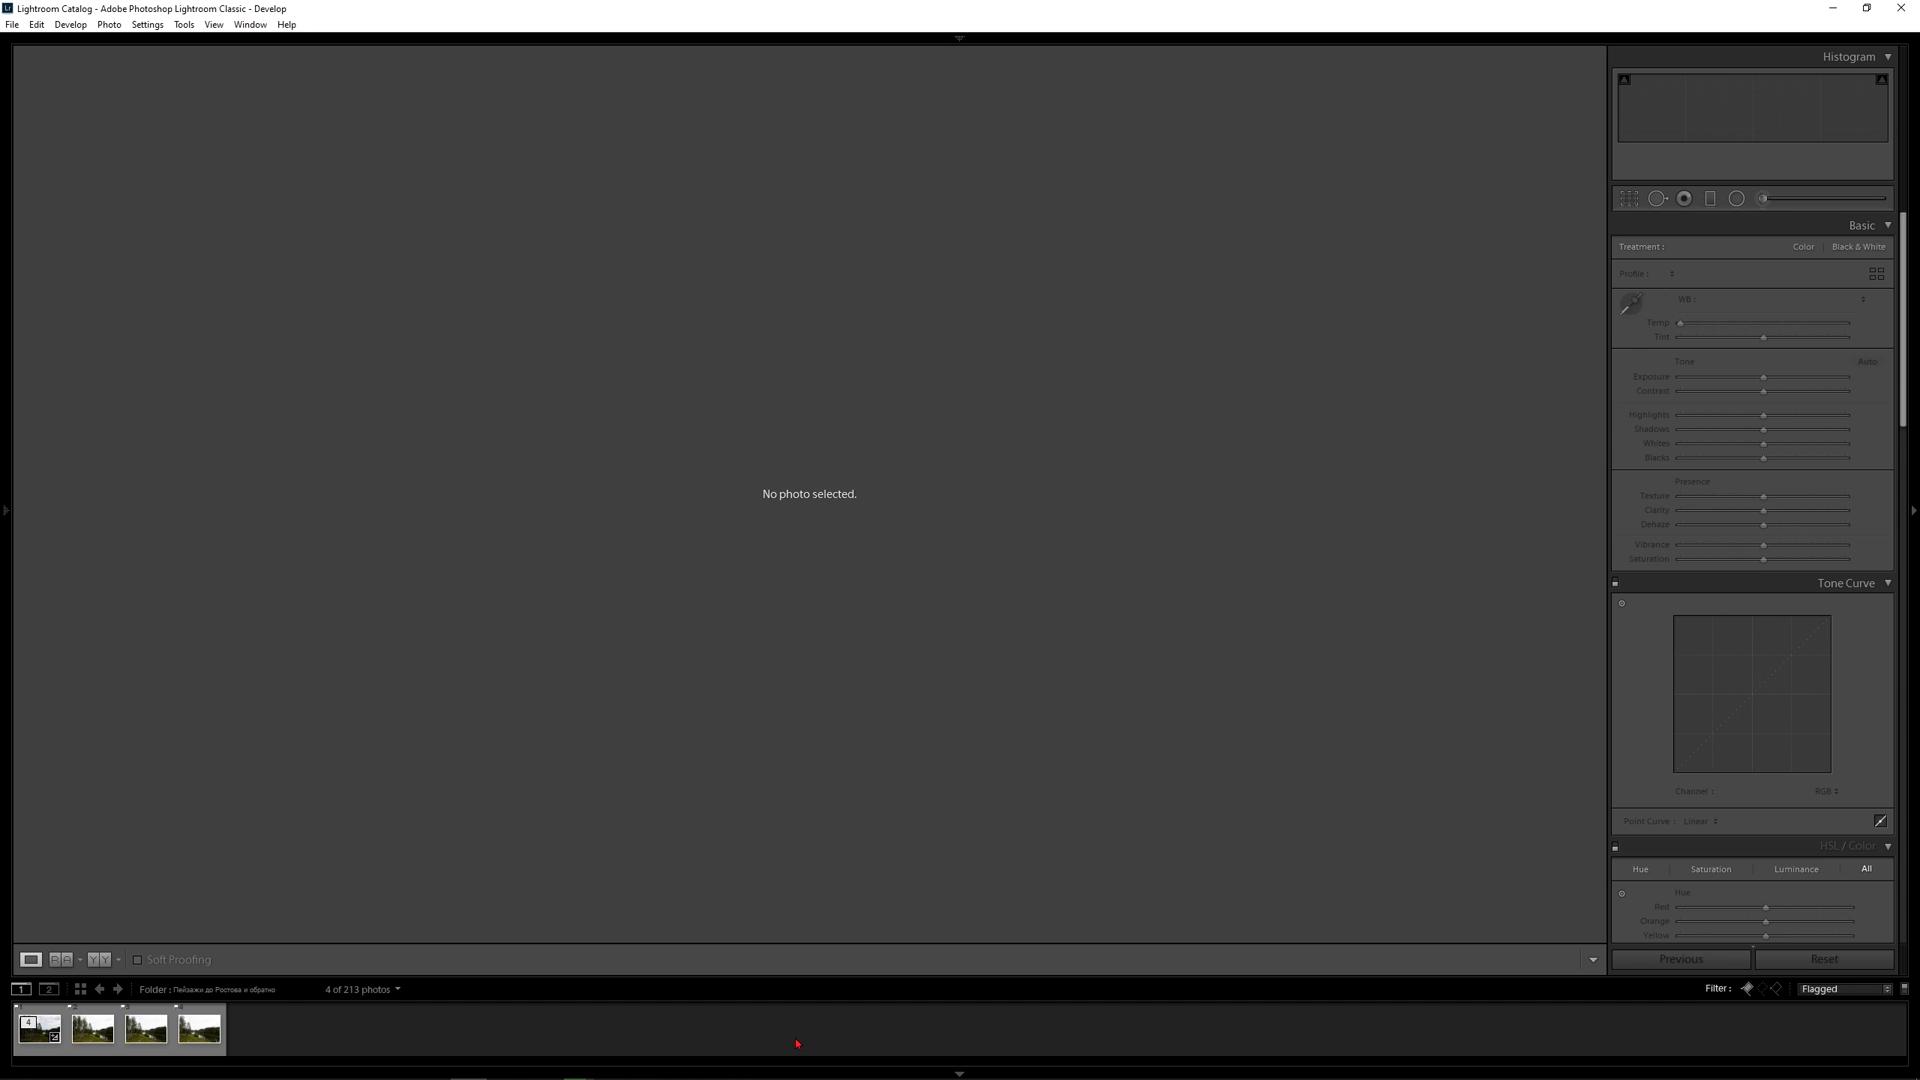 Lightroom Catalog - Adobe Photoshop Lightroom Classic - Develop
File Edit Develop Photo Settings Tools View Window Help
Histogram
Basic
Treatment : Color Black & White
Profile :
WB :
Temp
Tint
Tone Auto
Exposure
Contrast
Highlights
Shadows
Whites
Blacks
Presence
Texture
Clarity
Dehaze
Vibrance
Saturation
No photo selected.
Tone Curve
Channel : RGB
Point Curve : Linear
HSL / Color
Hue Saturation Luminance All
Hue
Red
Orange
Yellow
Soft Proofing
Previous Reset
1 2 Folder : Пейзажи до Ростова и обратно 4 of 213 photos Filter : Flagged
4